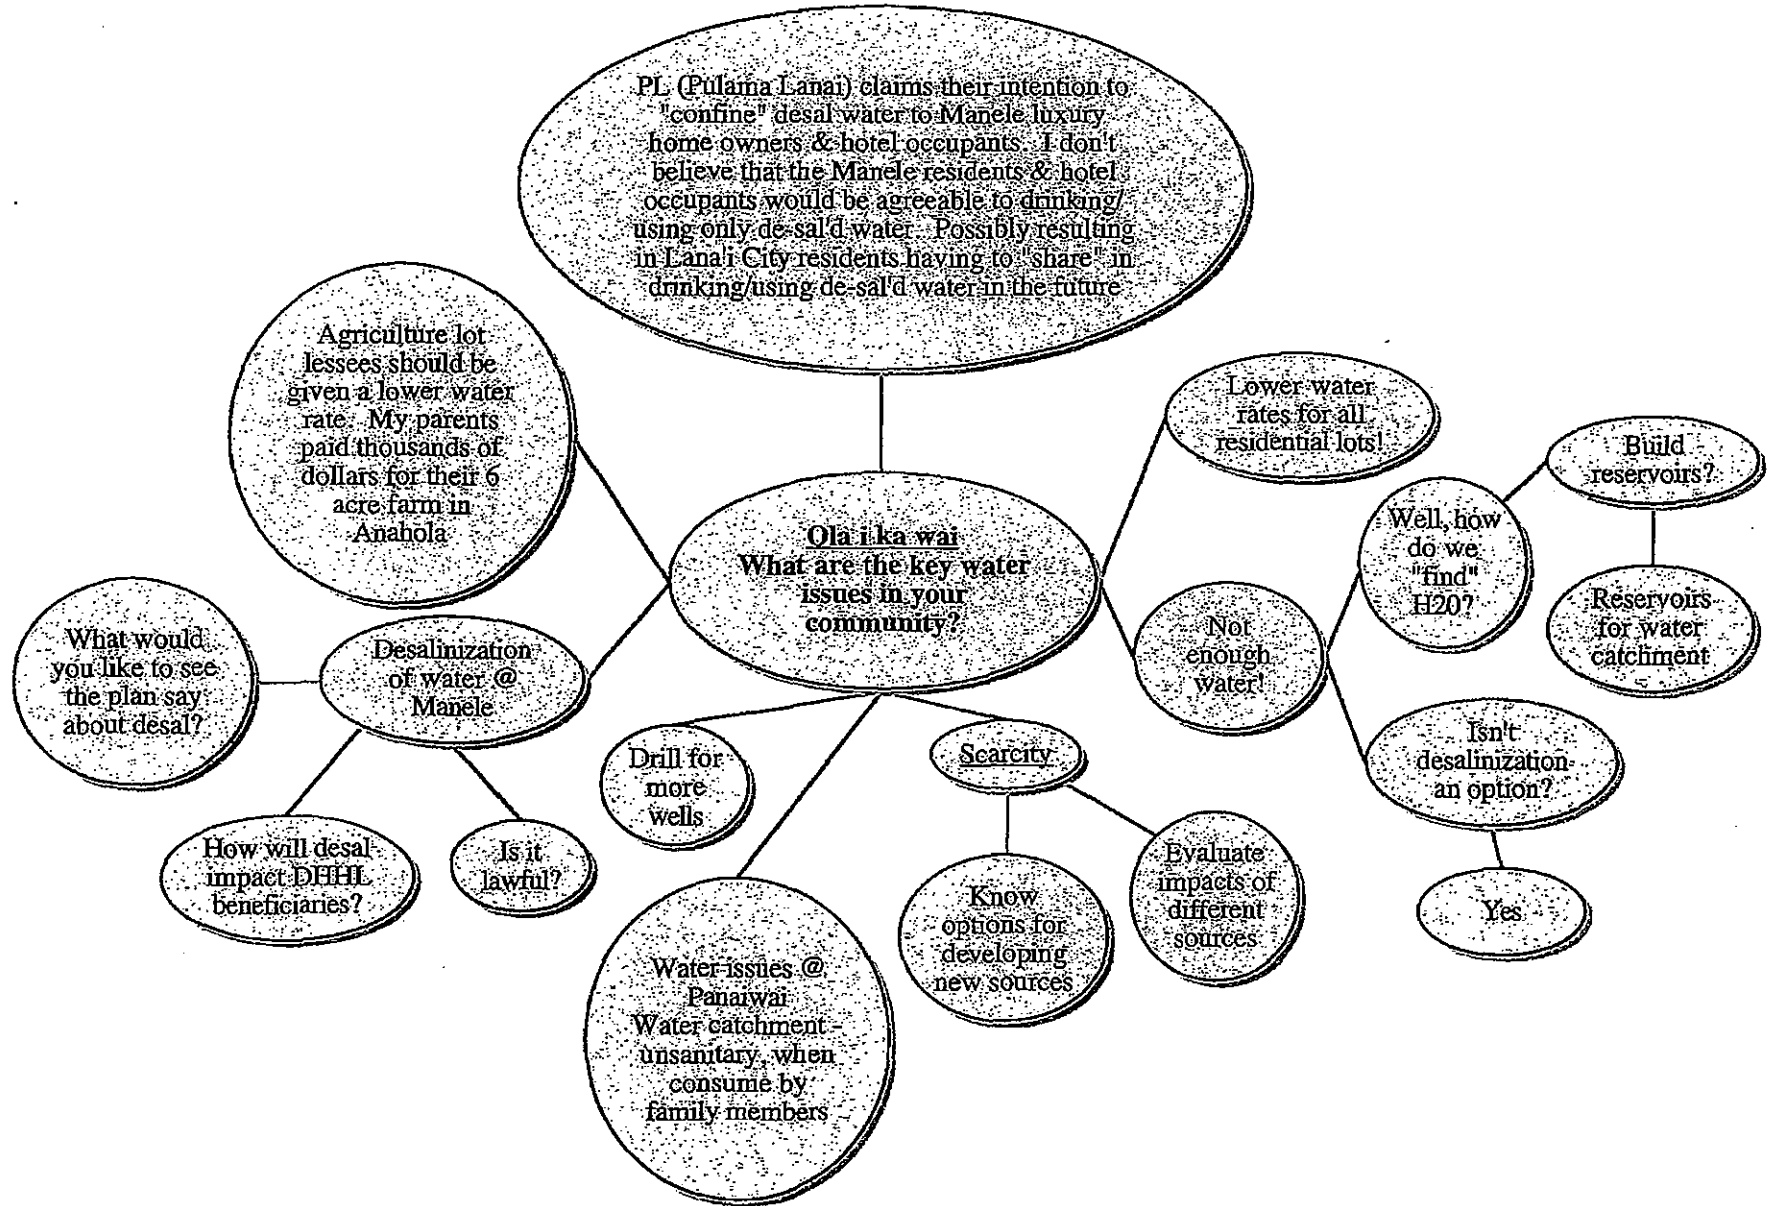 PL (Pulama Lanai) claims their intention to
"confine" desal water to Manele luxury
home owners & hotel occupants. I don't
believe that the Manele residents & hotel
occupants would be agreeable to drinking/
using only de-sal'd water. Possibly resulting
in Lana'i City residents having to "share" in
drinking/using de-sal'd water in the future
Agriculture lot
lessees should be
given a lower water
rate. My parents
paid thousands of
dollars for their 6
acre farm in
Anahola
Lower water
rates for all
residential lots!
Build
reservoirs?
Well, how
do we
"find"
H20?
Reservoirs
for water
catchment
Ola i ka wai
What are the key water
issues in your
community?
Not
enough
water!
What would
you like to see
the plan say
about desal?
Desalinization
of water @
Manele
Isn't
desalinization
an option?
Drill for
more
wells
Scarcity
How will desal
impact DHHL
beneficiaries?
Is it
lawful?
Know
options for
developing
new sources
Evaluate
impacts of
different
sources
Yes
Water issues @
Panaiwai
Water catchment -
unsanitary, when
consume by
family members